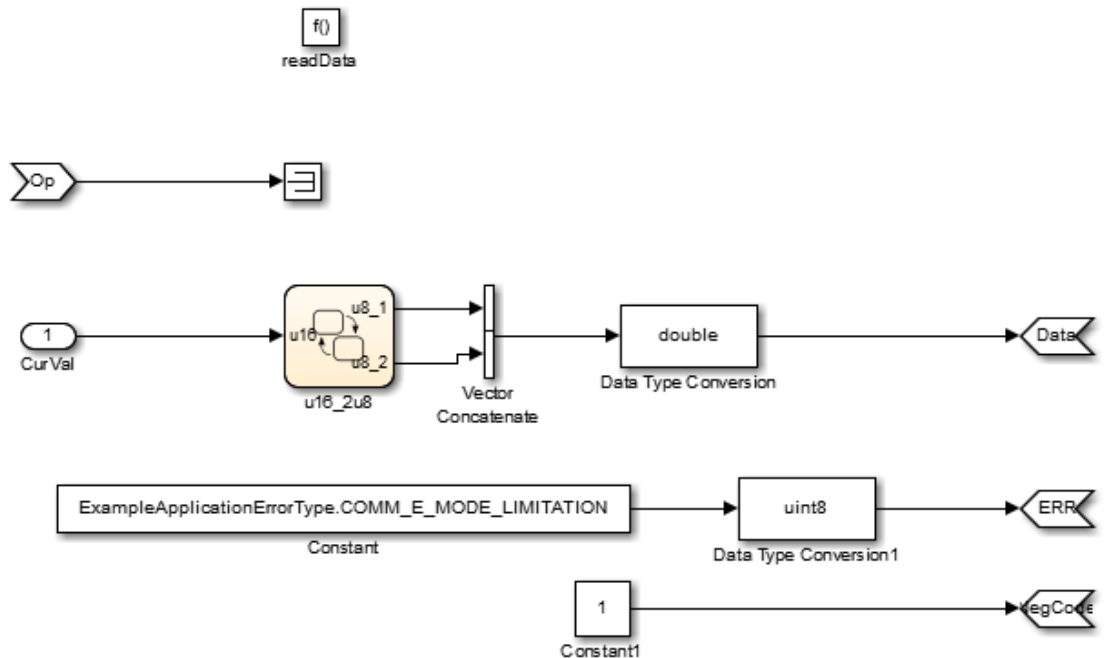 f()
readData
Op
1
CurVal
u16
u8_1
u8_2
u16_2u8
Vector
Concatenate
double
Data Type Conversion
Data
ExampleApplicationErrorType.COMM_E_MODE_LIMITATION
Constant
uint8
Data Type Conversion1
ERR
1
Constant1